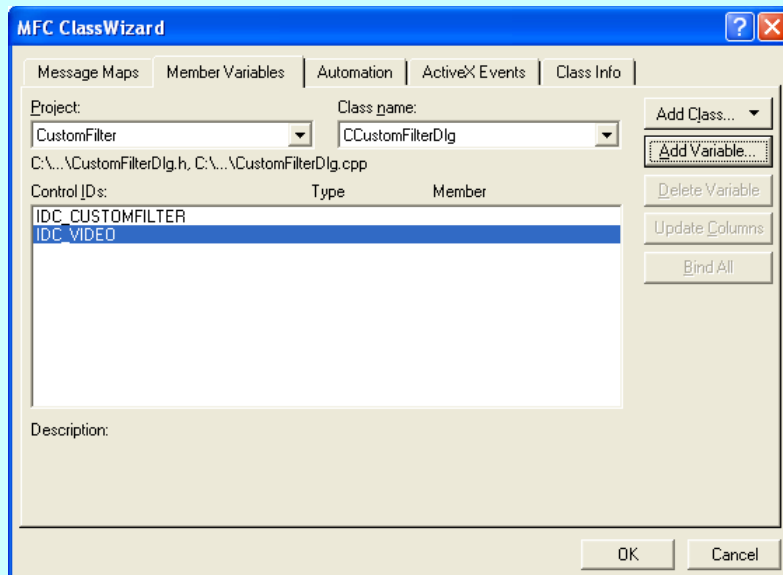 MFC ClassWizard
Message Maps Member Variables Automation ActiveX Events Class Info
Project: Class name:
CustomFilter CCustomFilterDlg
C:\...\CustomFilterDlg.h, C:\...\CustomFilterDlg.cpp
Control IDs: Type Member
IDC_CUSTOMFILTER
IDC_VIDEO
Description:
Add Class...
Add Variable...
Delete Variable
Update Columns
Bind All
OK Cancel